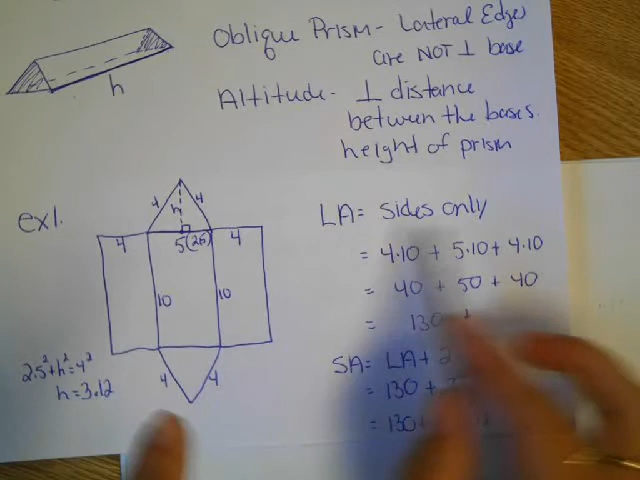 Oblique Prism - Lateral Edges
are NOT ⊥ base
h
Altitude - ⊥ distance
between the bases.
height of prism
ex1.
4 4
h
4 5(2.5) 4
10 10
4 4
2.5² + h² = 4²
h = 3.12
LA = sides only
= 4·10 + 5·10 + 4·10
= 40 + 50 + 40
= 130
SA = LA + 2
= 130 +
= 130+